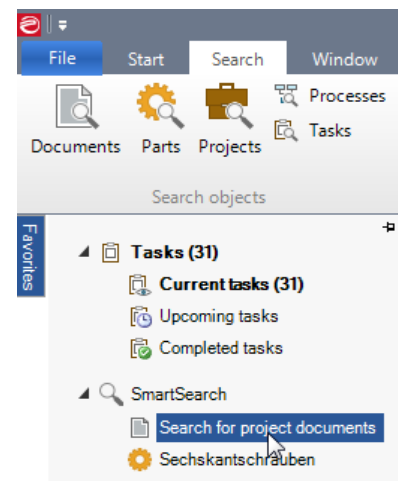 File Start Search Window
Documents Parts Projects Processes
Tasks
Search objects
Favorites
Tasks (31)
Current tasks (31)
Upcoming tasks
Completed tasks
SmartSearch
Search for project documents
Sechskantschrauben